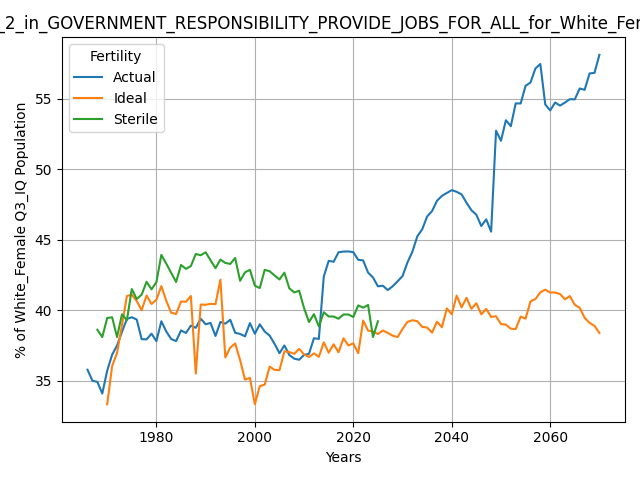 _2_in_GOVERNMENT_RESPONSIBILITY_PROVIDE_JOBS_FOR_ALL_for_White_Fer
Fertility
Actual
Ideal
Sterile
% of White_Female Q3_IQ Population
55
50
45
40
35
1980
2000
2020
2040
2060
Years